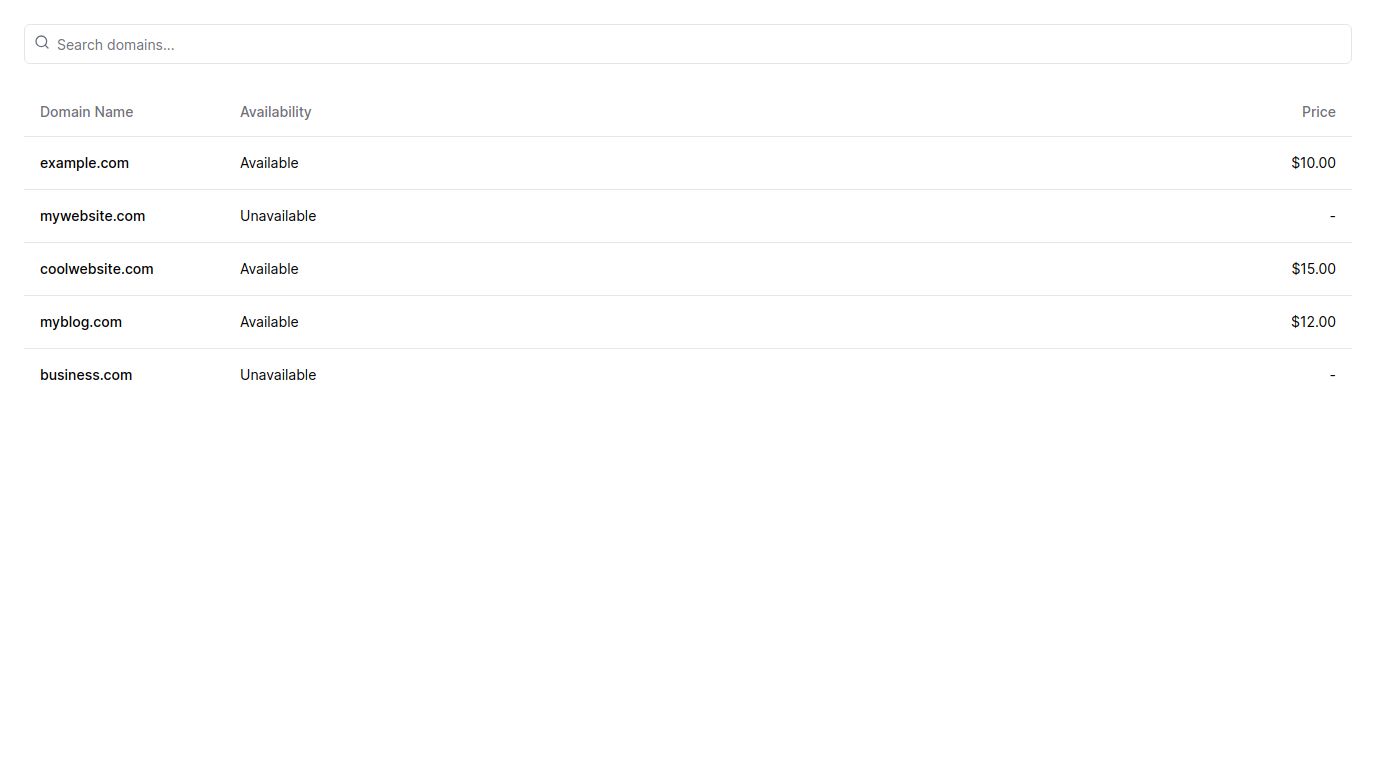 Search domains...
Domain Name Availability Price
example.com Available $10.00
mywebsite.com Unavailable -
coolwebsite.com Available $15.00
myblog.com Available $12.00
business.com Unavailable -